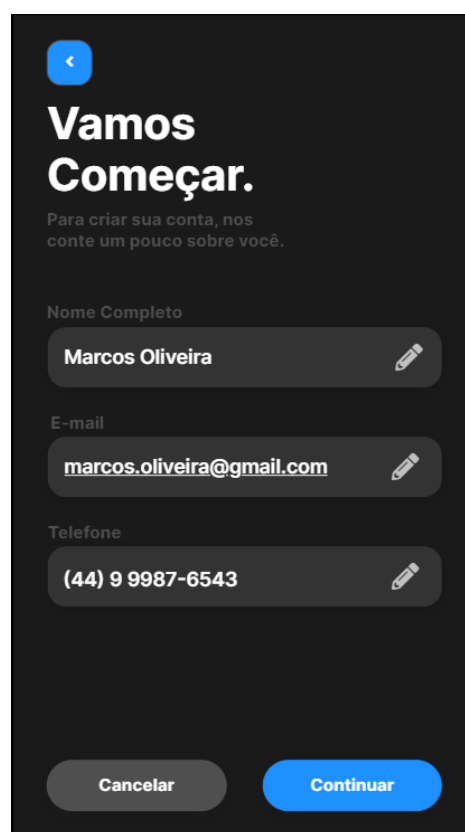 Vamos
Começar.
Para criar sua conta, nos
conte um pouco sobre você.
Nome Completo
Marcos Oliveira
E-mail
marcos.oliveira@gmail.com
Telefone
(44) 9 9987-6543
Cancelar
Continuar